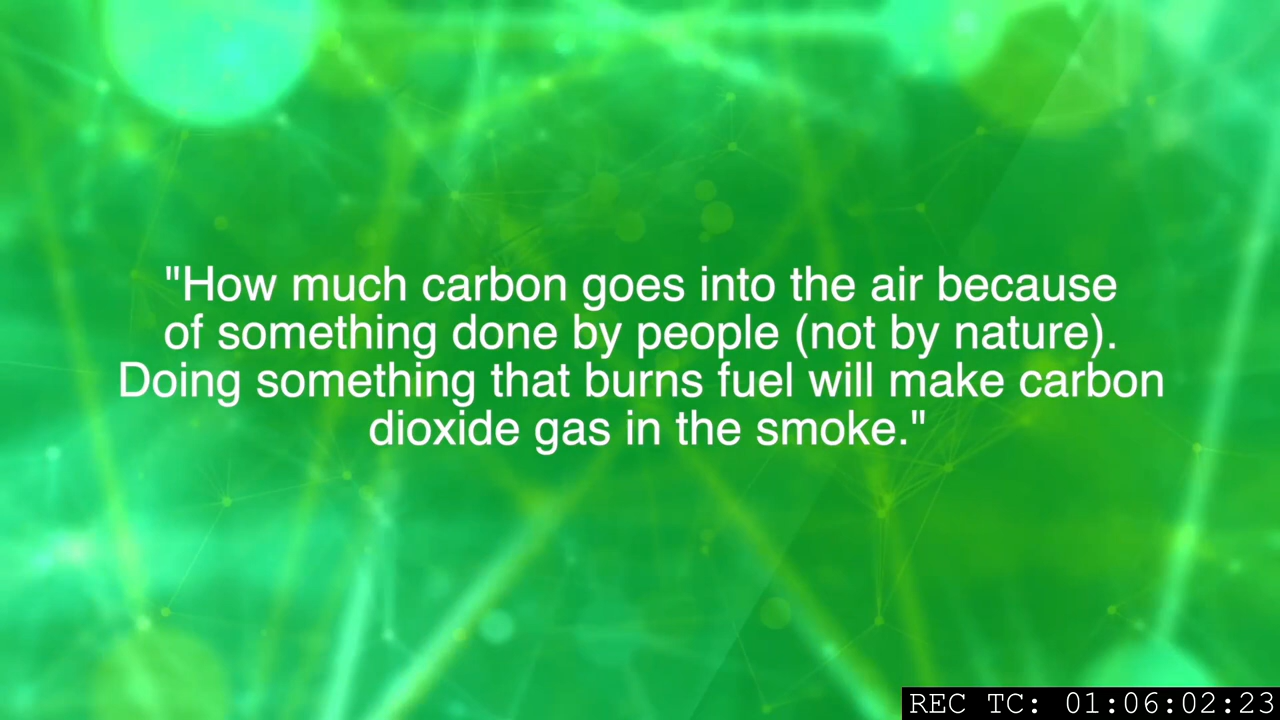 "How much carbon goes into the air because
of something done by people (not by nature).
Doing something that burns fuel will make carbon
dioxide gas in the smoke."
REC TC: 01:06:02:23